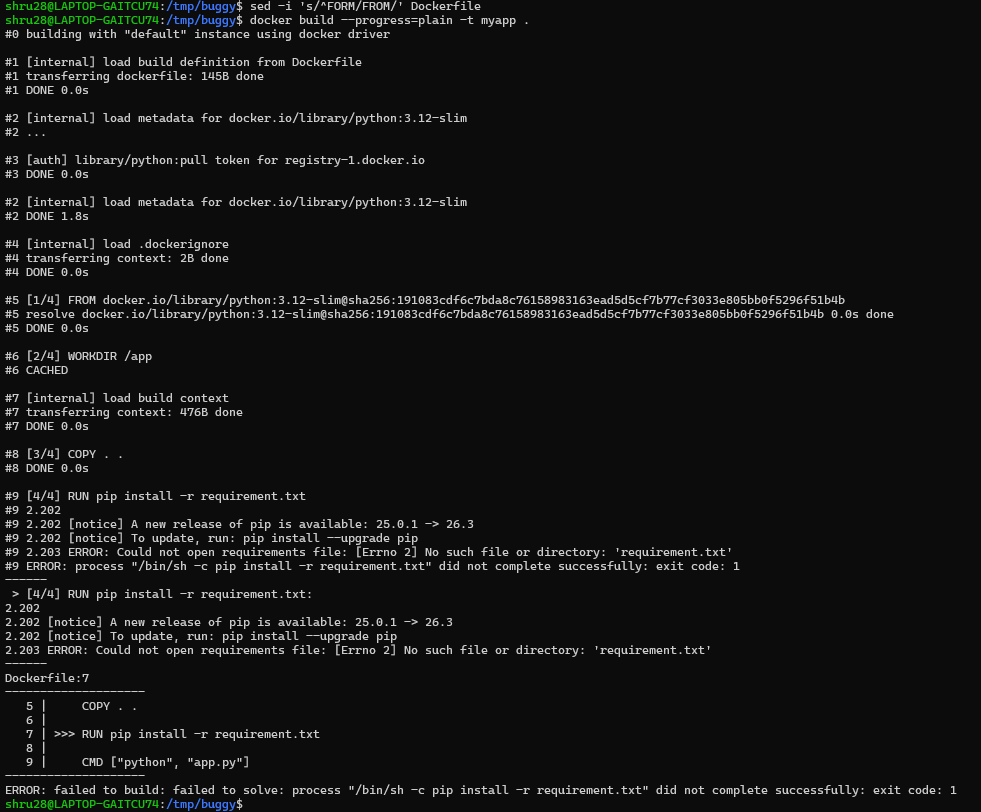 shru28@LAPTOP-GAITCU74:/tmp/buggy$ sed -i 's/^FORM/FROM/' Dockerfile
shru28@LAPTOP-GAITCU74:/tmp/buggy$ docker build --progress=plain -t myapp .
#0 building with "default" instance using docker driver

#1 [internal] load build definition from Dockerfile
#1 transferring dockerfile: 145B done
#1 DONE 0.0s

#2 [internal] load metadata for docker.io/library/python:3.12-slim
#2 ...

#3 [auth] library/python:pull token for registry-1.docker.io
#3 DONE 0.0s

#2 [internal] load metadata for docker.io/library/python:3.12-slim
#2 DONE 1.8s

#4 [internal] load .dockerignore
#4 transferring context: 2B done
#4 DONE 0.0s

#5 [1/4] FROM docker.io/library/python:3.12-slim@sha256:191083cdf6c7bda8c76158983163ead5d5cf7b77cf3033e805bb0f5296f51b4b
#5 resolve docker.io/library/python:3.12-slim@sha256:191083cdf6c7bda8c76158983163ead5d5cf7b77cf3033e805bb0f5296f51b4b 0.0s done
#5 DONE 0.0s

#6 [2/4] WORKDIR /app
#6 CACHED

#7 [internal] load build context
#7 transferring context: 476B done
#7 DONE 0.0s

#8 [3/4] COPY . .
#8 DONE 0.0s

#9 [4/4] RUN pip install -r requirement.txt
#9 2.202
#9 2.202 [notice] A new release of pip is available: 25.0.1 -> 26.3
#9 2.202 [notice] To update, run: pip install --upgrade pip
#9 2.203 ERROR: Could not open requirements file: [Errno 2] No such file or directory: 'requirement.txt'
#9 ERROR: process "/bin/sh -c pip install -r requirement.txt" did not complete successfully: exit code: 1
------
 > [4/4] RUN pip install -r requirement.txt:
2.202
2.202 [notice] A new release of pip is available: 25.0.1 -> 26.3
2.202 [notice] To update, run: pip install --upgrade pip
2.203 ERROR: Could not open requirements file: [Errno 2] No such file or directory: 'requirement.txt'
------
Dockerfile:7
--------------------
   5 |     COPY . .
   6 |
   7 | >>> RUN pip install -r requirement.txt
   8 |
   9 |     CMD ["python", "app.py"]
--------------------
ERROR: failed to build: failed to solve: process "/bin/sh -c pip install -r requirement.txt" did not complete successfully: exit code: 1
shru28@LAPTOP-GAITCU74:/tmp/buggy$